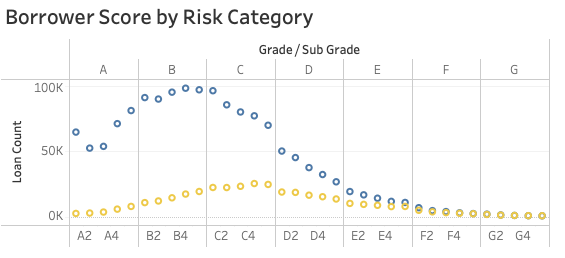 Borrower Score by Risk Category
Grade / Sub Grade
A B C D E F G
100K
50K
0K
Loan Count
A2 A4 B2 B4 C2 C4 D2 D4 E2 E4 F2 F4 G2 G4